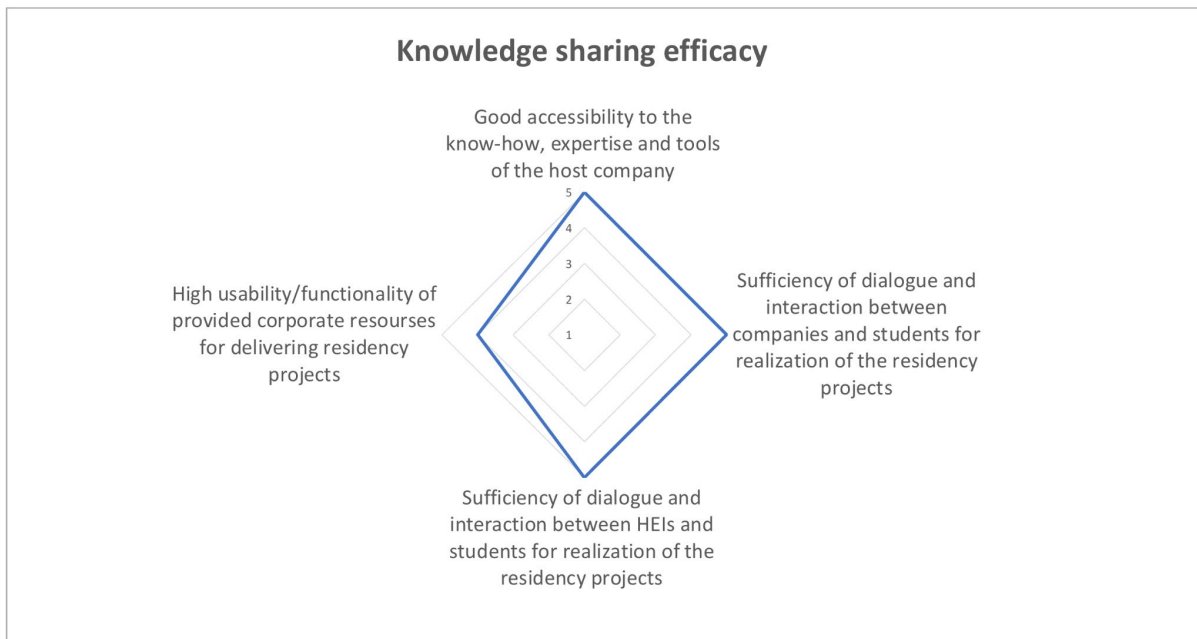 Knowledge sharing efficacy
Good accessibility to the
know-how, expertise and tools
of the host company
5
4
3
2
1
High usability/functionality of
provided corporate resourses
for delivering residency
projects
Sufficiency of dialogue and
interaction between
companies and students for
realization of the residency
projects
Sufficiency of dialogue and
interaction between HEIs and
students for realization of the
residency projects